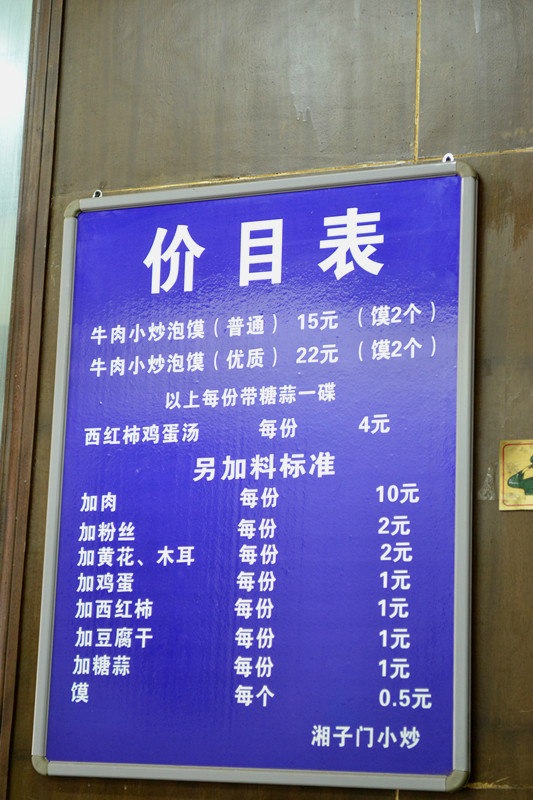 价目表
牛肉小炒泡馍（普通） 15元 （馍2个）
牛肉小炒泡馍（优质） 22元 （馍2个）
以上每份带糖蒜一碟
西红柿鸡蛋汤 每份 4元
另加料标准
加肉 每份 10元
加粉丝 每份 2元
加黄花、木耳 每份 2元
加鸡蛋 每份 1元
加西红柿 每份 1元
加豆腐干 每份 1元
加糖蒜 每份 1元
馍 每个 0.5元
湘子门小炒